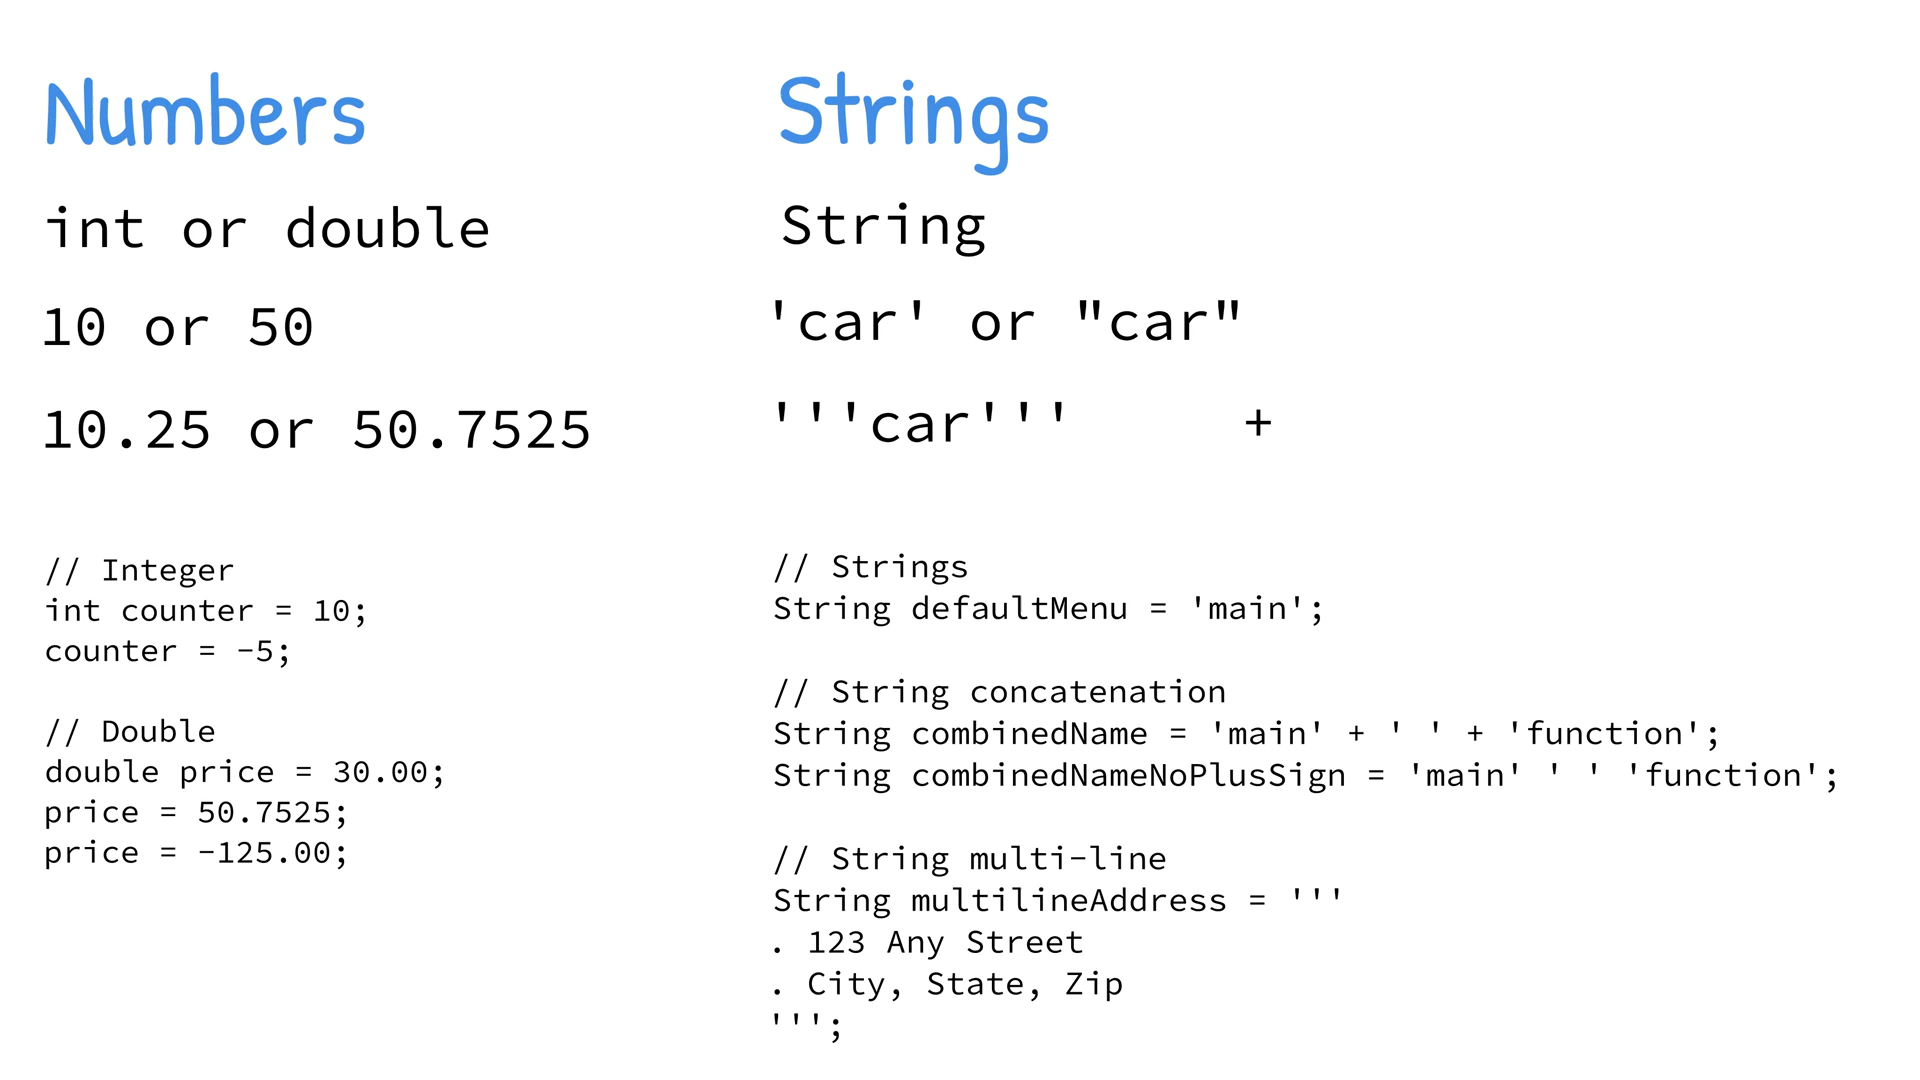 Numbers
int or double
10 or 50
10.25 or 50.7525
// Integer
int counter = 10;
counter = -5;
// Double
double price = 30.00;
price = 50.7525;
price = -125.00;
Strings
String
'car' or "car"
'''car''' +
// Strings
String defaultMenu = 'main';
// String concatenation
String combinedName = 'main' + ' ' + 'function';
String combinedNameNoPlusSign = 'main' ' ' 'function';
// String multi-line
String multilineAddress = '''
. 123 Any Street
. City, State, Zip
''';